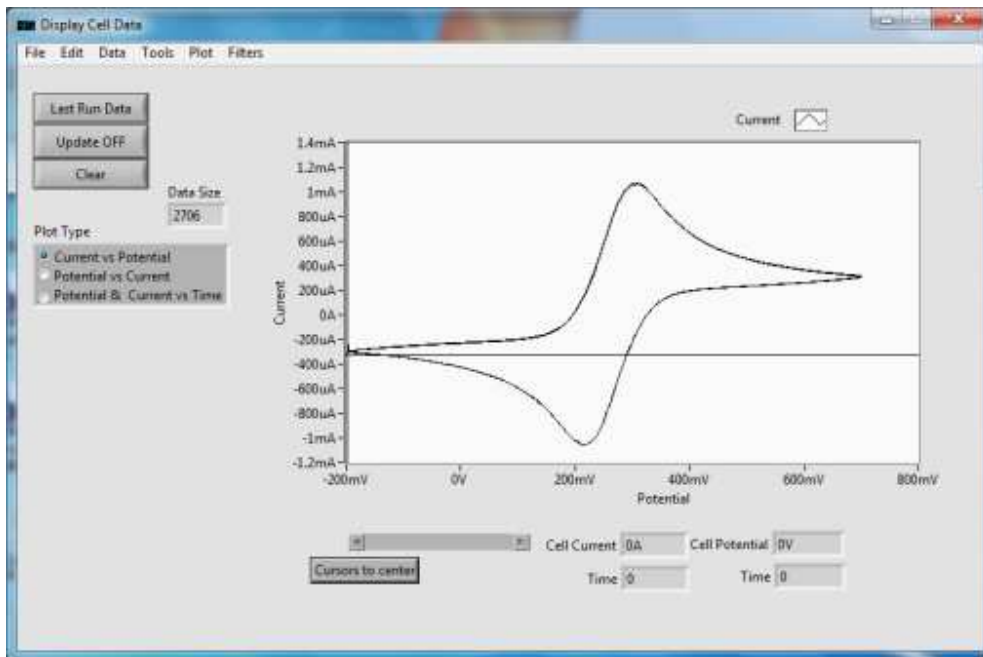 Display Cell Data
File Edit Data Tools Plot Filters
Last Run Data
Update OFF
Clear
Data Size
2706
Plot Type
Current vs Potential
Potential vs Current
Potential & Current vs Time
Current
1.4mA
1.2mA
1mA
800uA
600uA
400uA
200uA
0A
-200uA
-400uA
-600uA
-800uA
-1mA
-1.2mA
Current
-200mV 0V 200mV 400mV 600mV 800mV
Potential
Cell Current 0A Cell Potential 0V
Cursors to center
Time 0 Time 0